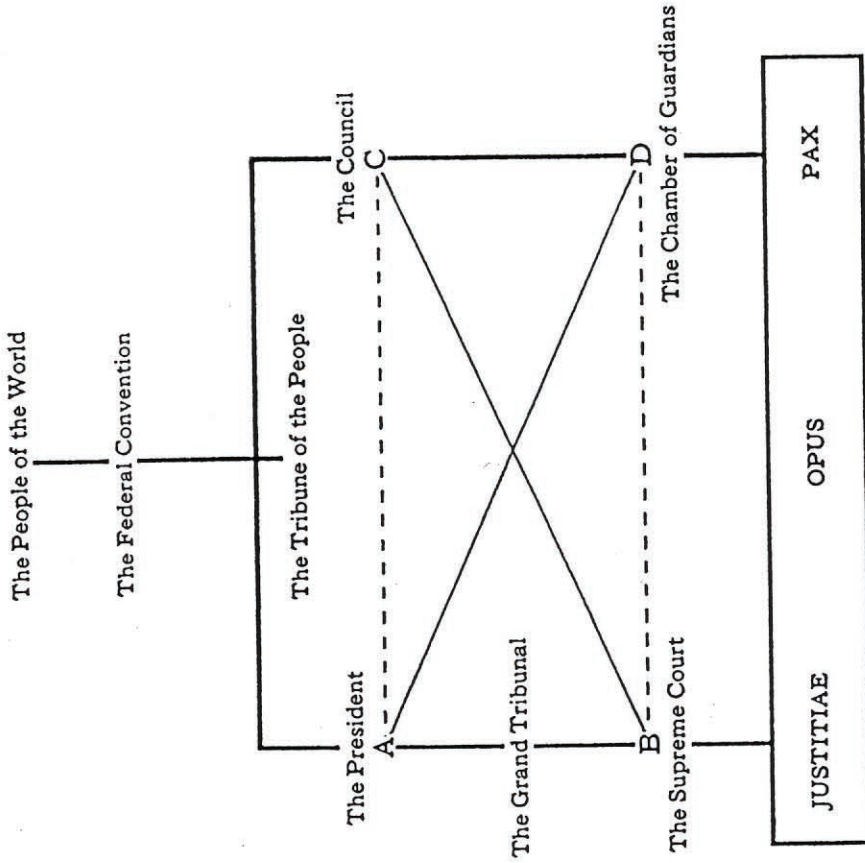 The People of the World
The Federal Convention
The Tribune of the People
The President
The Council
A
C
The Grand Tribunal
B
D
The Supreme Court
The Chamber of Guardians
JUSTITIAE OPUS PAX